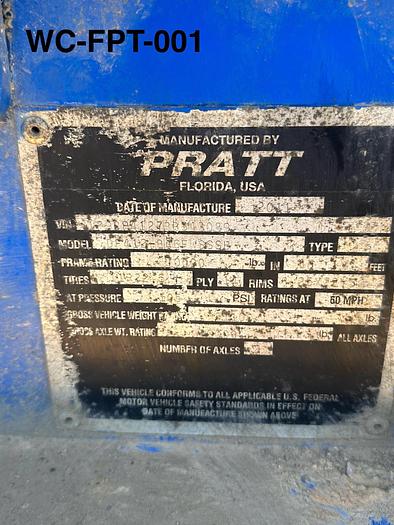 WC-FPT-001
MANUFACTURED BY
PRATT
FLORIDA, USA
DATE OF MANUFACTURE
VIN
MODEL TYPE
FRAME RATING lb. IN FEET
TIRES PLY RIMS
AT PRESSURE PSI RATINGS AT 60 MPH
GROSS VEHICLE WEIGHT RATING lb.
GROSS AXLE WT. RATING lb. ALL AXLES
NUMBER OF AXLES
THIS VEHICLE CONFORMS TO ALL APPLICABLE U.S. FEDERAL
MOTOR VEHICLE SAFETY STANDARDS IN EFFECT ON
DATE OF MANUFACTURE SHOWN ABOVE